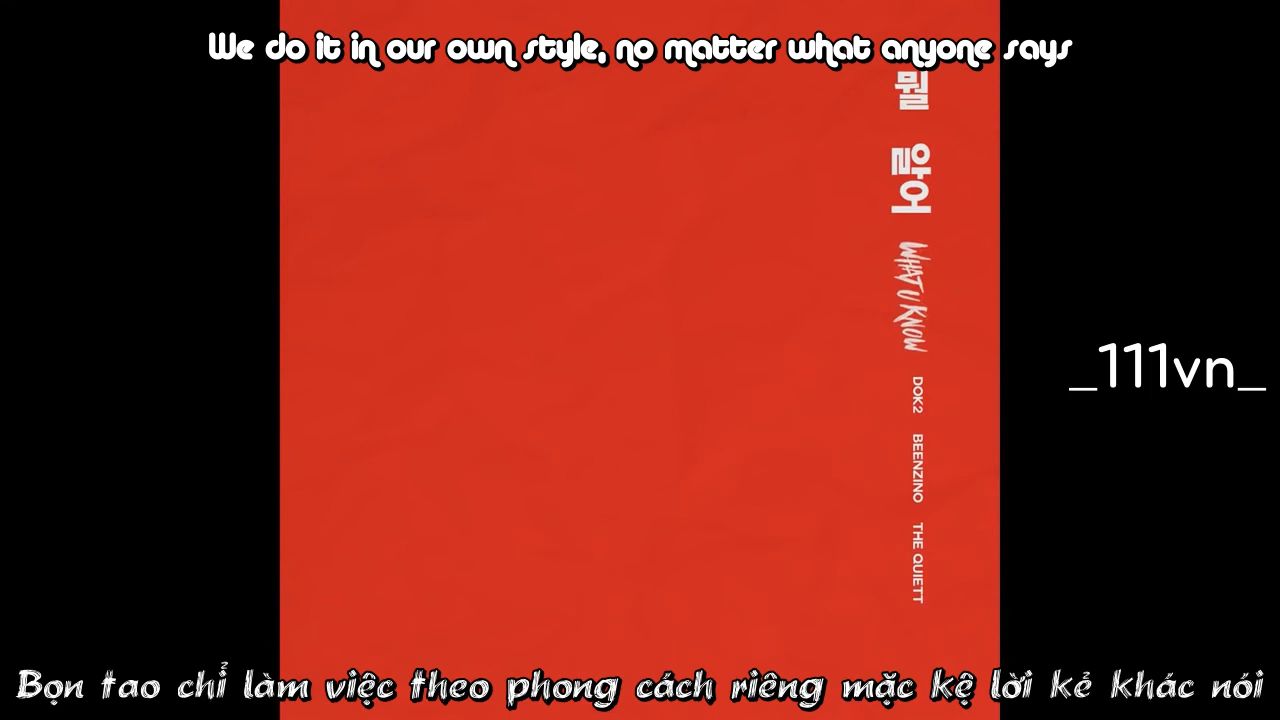 We do it in our own style, no matter what anyone says
뭘 알어
WHAT U KNOW
DOK2 BEENZINO THE QUIETT
_111vn_
Bọn tao chỉ làm việc theo phong cách riêng mặc kệ lời kẻ khác nói